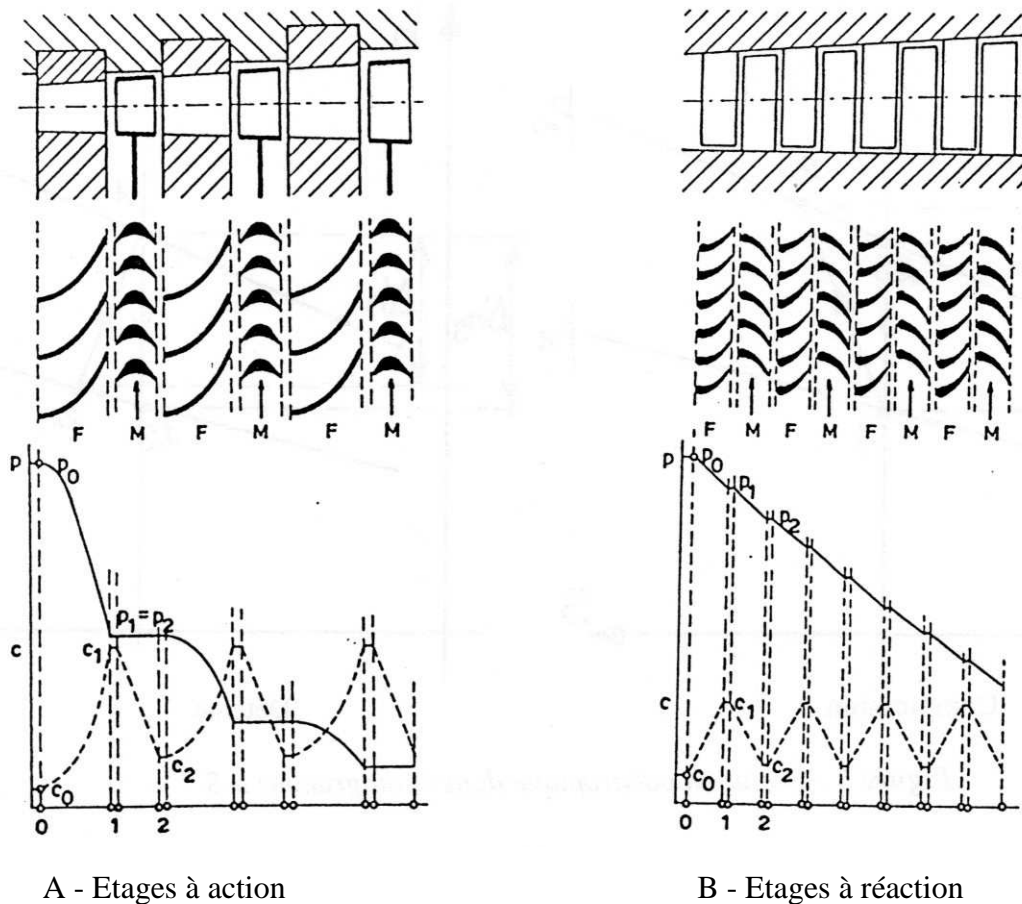 F M F M F M
F M F M F M F M
p
p₀
p₁ = p₂
c
c₁
c₂
c₀
0 1 2
p
p₀
p₁
p₂
c
c₁
c₀
c₂
0 1 2
A - Etages à action
B - Etages à réaction